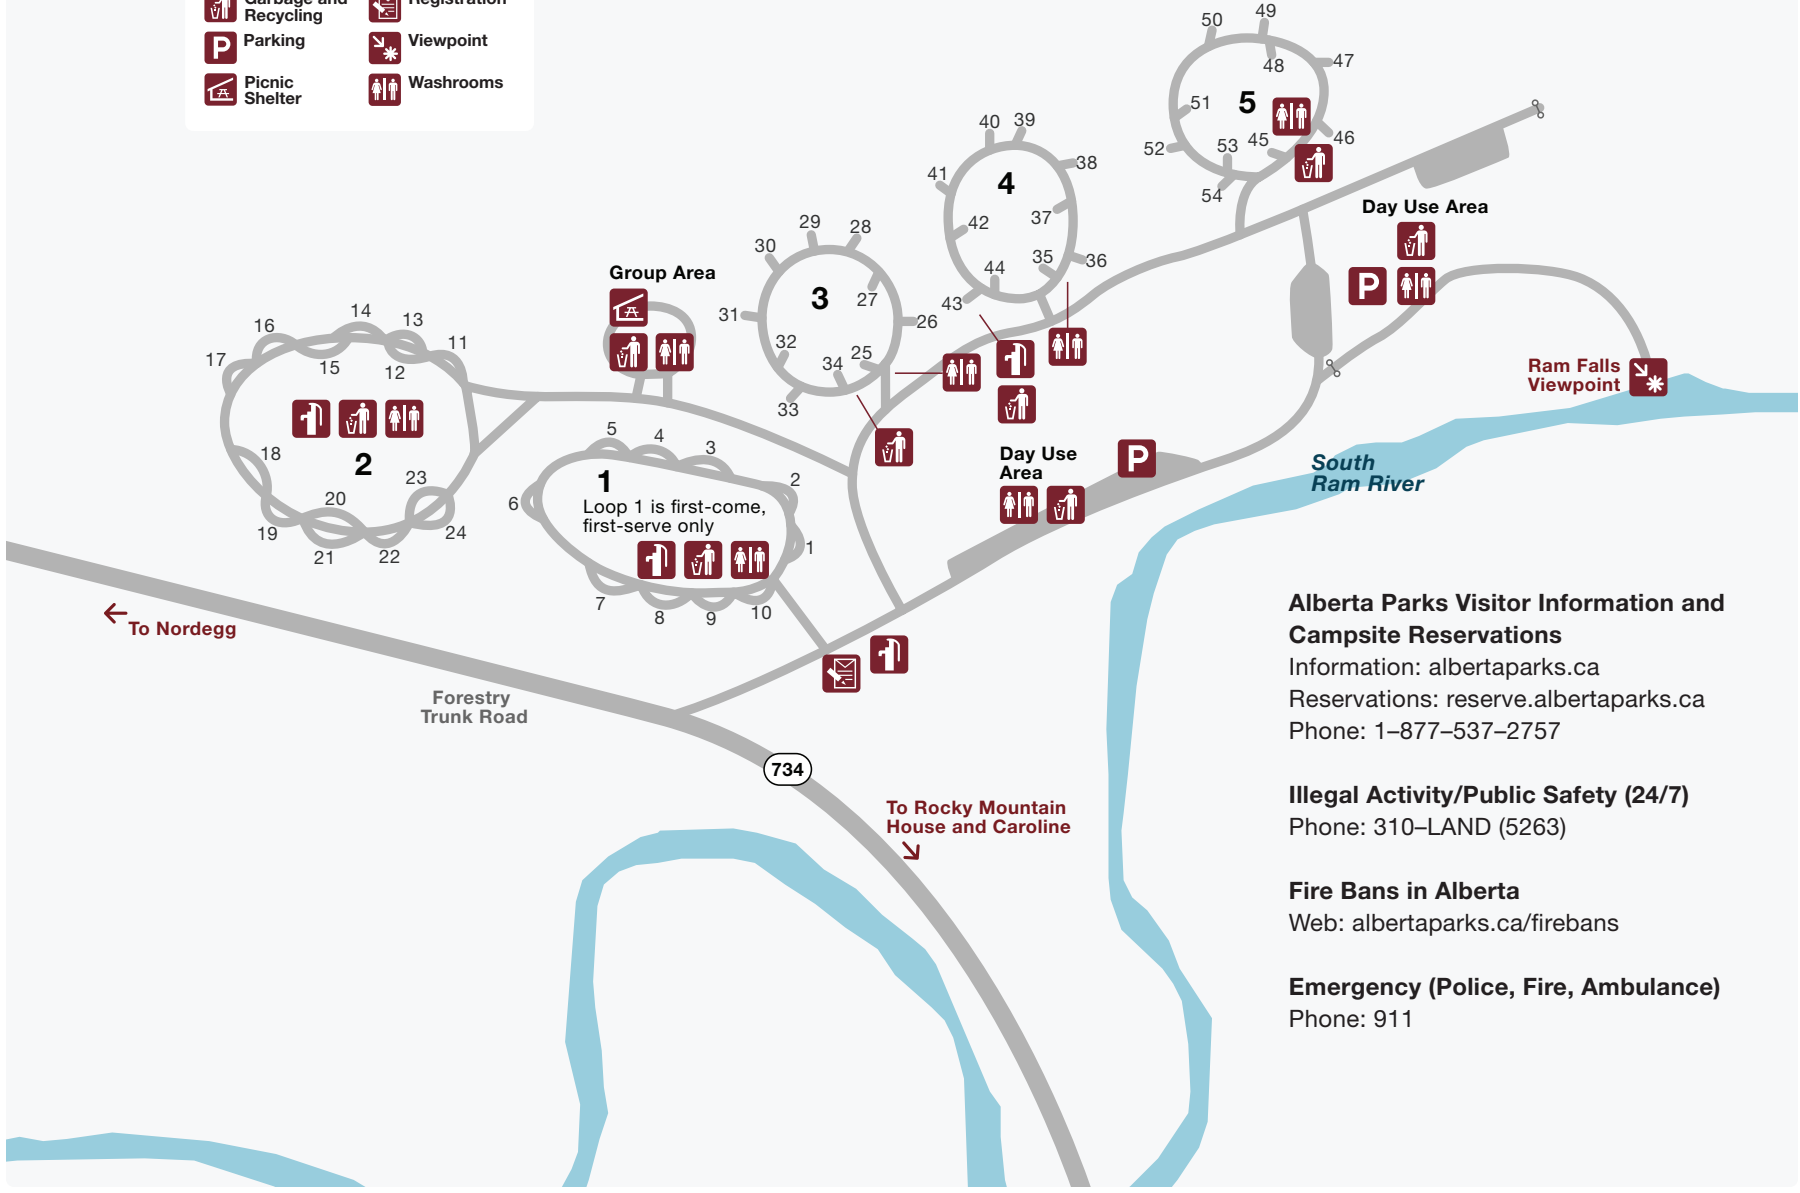 Garbage and
Recycling
Registration
P
Parking
Viewpoint
Picnic
Shelter
Washrooms
50
49
48
47
51
5
52
53
45
46
54
40
39
41
4
38
42
37
35
36
44
43
Day Use Area
P
29
28
30
3
27
31
26
32
25
34
33
Group Area
14
13
16
11
17
15
12
2
18
23
20
19
24
21
22
5
4
3
1
2
6
Loop 1 is first-come,
first-serve only
1
7
8
9
10
Day Use
Area
P
Ram Falls
Viewpoint
South
Ram River
To Nordegg
Forestry
Trunk Road
734
To Rocky Mountain
House and Caroline
Alberta Parks Visitor Information and
Campsite Reservations
Information: albertaparks.ca
Reservations: reserve.albertaparks.ca
Phone: 1–877–537–2757
Illegal Activity/Public Safety (24/7)
Phone: 310–LAND (5263)
Fire Bans in Alberta
Web: albertaparks.ca/firebans
Emergency (Police, Fire, Ambulance)
Phone: 911